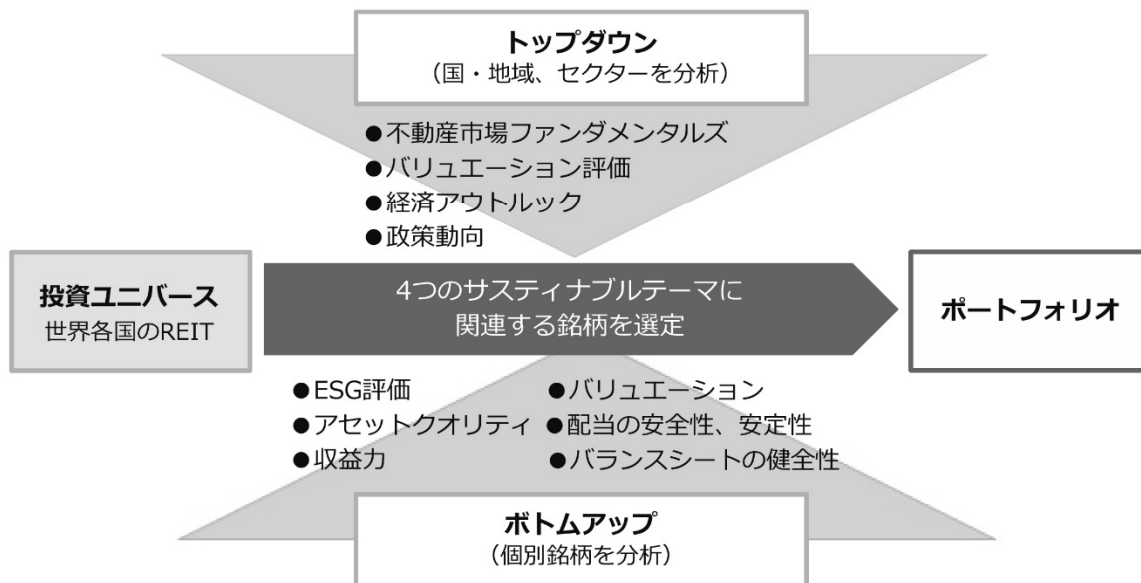 トップダウン
（国・地域、セクターを分析）
●不動産市場ファンダメンタルズ
●バリュエーション評価
●経済アウトルック
●政策動向
投資ユニバース
世界各国のREIT
4つのサスティナブルテーマに
関連する銘柄を選定
ポートフォリオ
●ESG評価
●アセットクオリティ
●収益力
●バリュエーション
●配当の安全性、安定性
●バランスシートの健全性
ボトムアップ
（個別銘柄を分析）